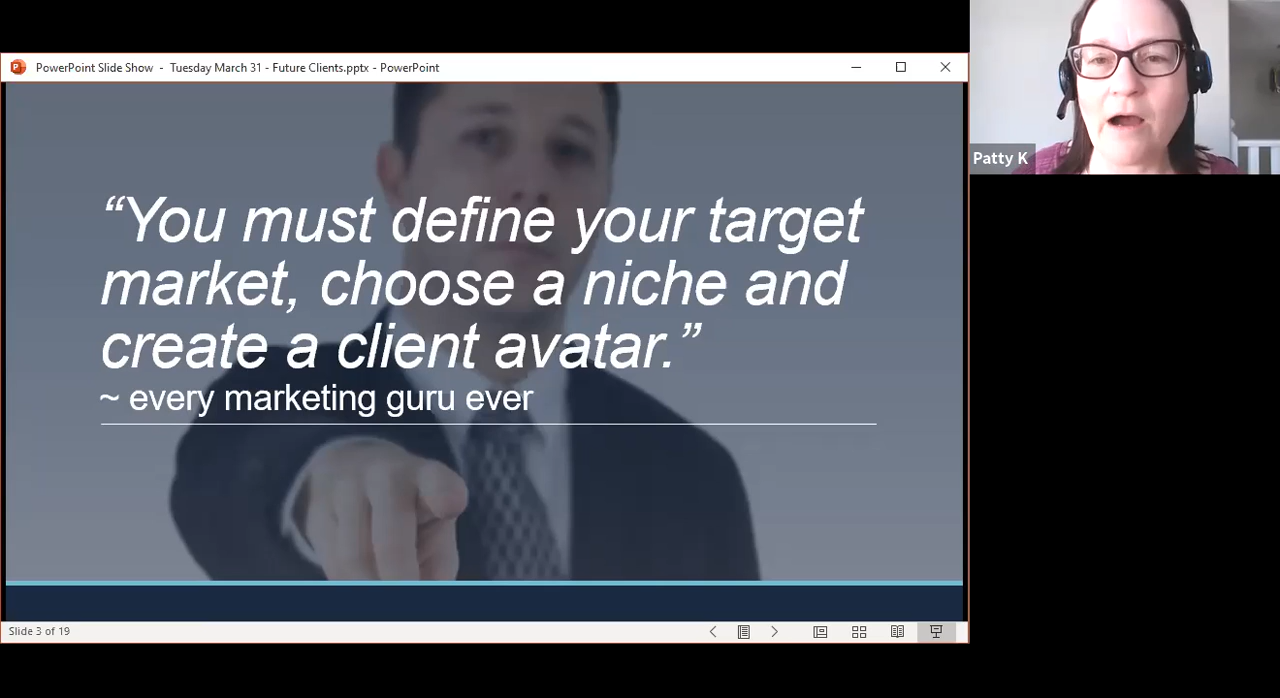 PowerPoint Slide Show - Tuesday March 31 - Future Clients.pptx - PowerPoint
Patty K
“You must define your target
market, choose a niche and
create a client avatar.”
~ every marketing guru ever
Slide 3 of 19